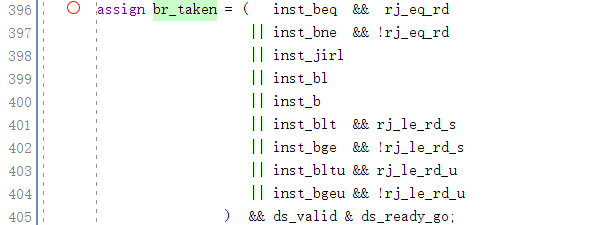 396 assign br_taken = (   inst_beq  &&  rj_eq_rd
397 || inst_bne  && !rj_eq_rd
398 || inst_jirl
399 || inst_bl
400 || inst_b
401 || inst_blt  && rj_le_rd_s
402 || inst_bge  && !rj_le_rd_s
403 || inst_bltu && rj_le_rd_u
404 || inst_bgeu && !rj_le_rd_u
405 )  && ds_valid & ds_ready_go;